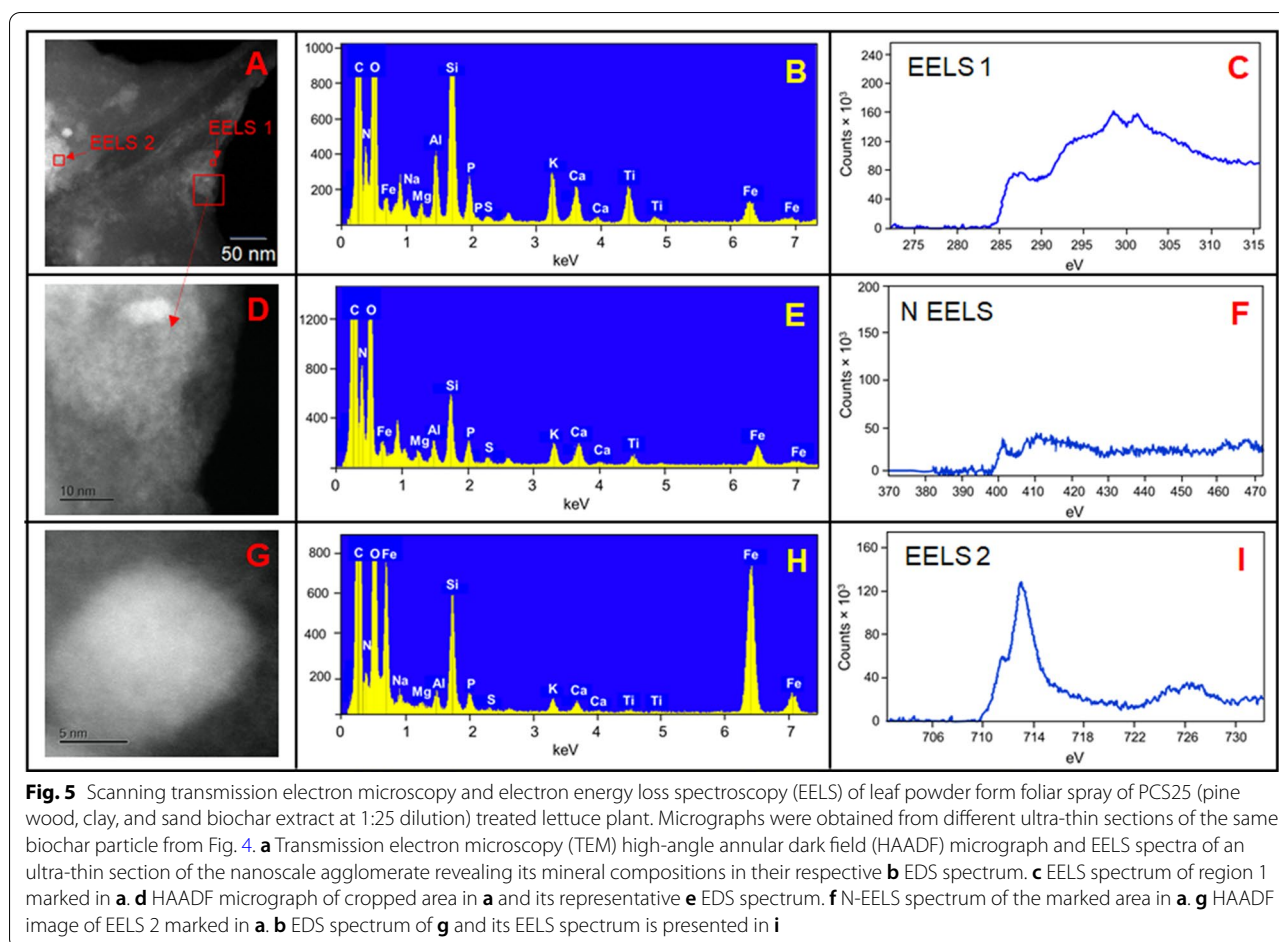 A
EELS 2
EELS 1
50 nm
1000
800
600
400
200
0 1 2 3 4 5 6 7
keV
C O N Fe Na Mg Al Si P P S K Ca Ca Ti Ti Fe Fe
B
EELS 1
C
Counts × 10³
240
200
160
120
80
40
0
275 280 285 290 295 300 305 310 315
eV
D
10 nm
1200
800
400
0 1 2 3 4 5 6 7
keV
C O N Fe Mg Al Si P S K Ca Ca Ti Fe Fe
E
N EELS
F
Counts × 10³
200
150
100
50
0
370 380 390 400 410 420 430 440 450 460 470
eV
G
5 nm
800
600
400
200
0 1 2 3 4 5 6 7
keV
C O Fe N Na Mg Al Si P S K Ca Ca Ti Ti Fe Fe
H
EELS 2
I
Counts × 10³
160
120
80
40
0
706 710 714 718 722 726 730
eV
Fig. 5 Scanning transmission electron microscopy and electron energy loss spectroscopy (EELS) of leaf powder form foliar spray of PCS25 (pine
wood, clay, and sand biochar extract at 1:25 dilution) treated lettuce plant. Micrographs were obtained from different ultra-thin sections of the same
biochar particle from Fig. 4. a Transmission electron microscopy (TEM) high-angle annular dark field (HAADF) micrograph and EELS spectra of an
ultra-thin section of the nanoscale agglomerate revealing its mineral compositions in their respective b EDS spectrum. c EELS spectrum of region 1
marked in a. d HAADF micrograph of cropped area in a and its representative e EDS spectrum. f N-EELS spectrum of the marked area in a. g HAADF
image of EELS 2 marked in a. b EDS spectrum of g and its EELS spectrum is presented in i